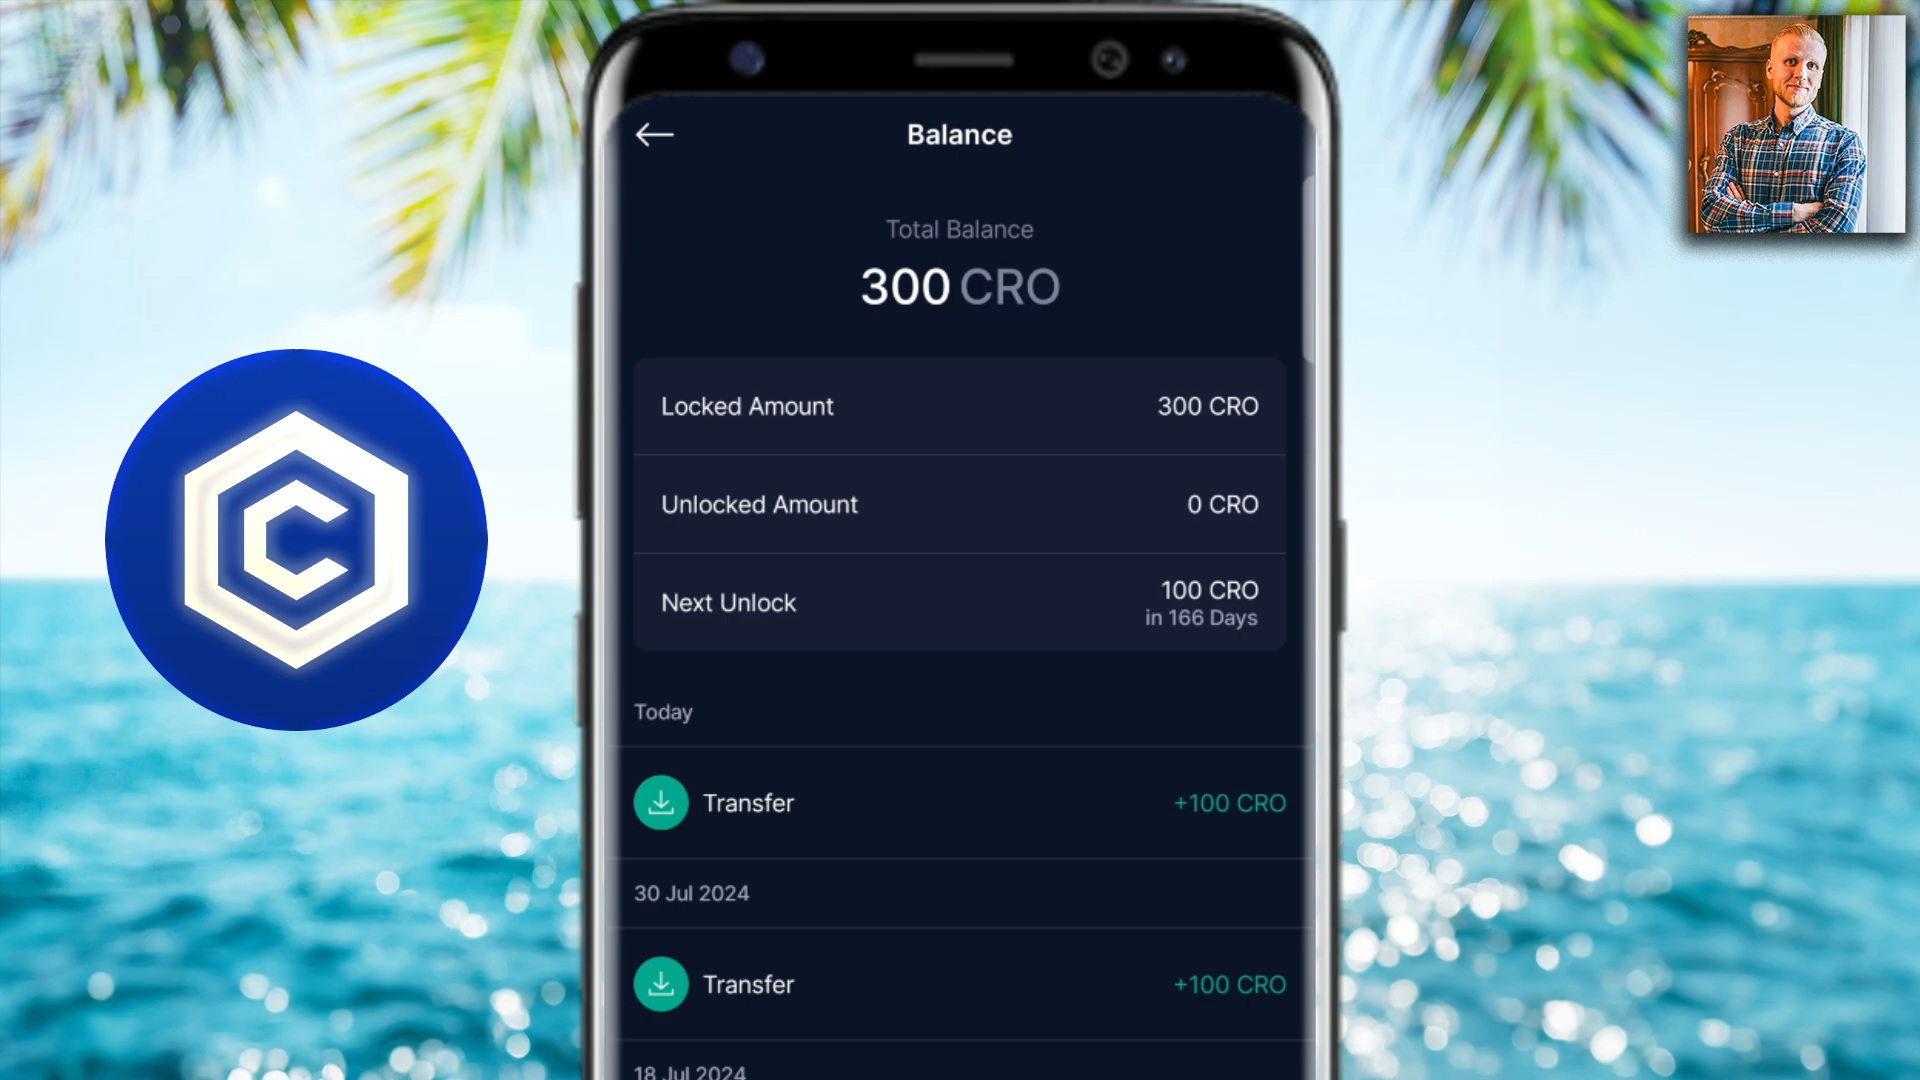 Balance
Total Balance
300 CRO
Locked Amount 300 CRO
Unlocked Amount 0 CRO
Next Unlock 100 CRO
in 166 Days
Today
Transfer +100 CRO
30 Jul 2024
Transfer +100 CRO
18 Jul 2024